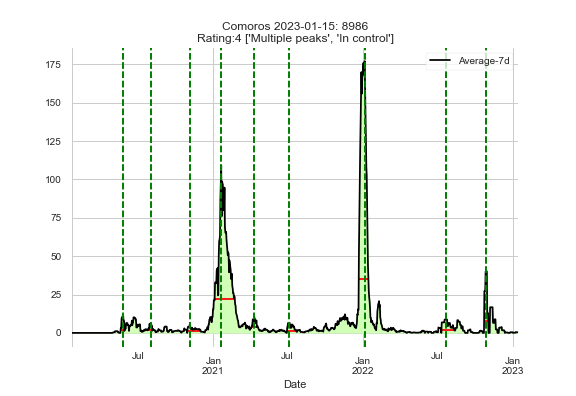 Comoros 2023-01-15: 8986
Rating:4 ['Multiple peaks', 'In control']
Average-7d
175
150
125
100
75
50
25
0
Jul
Jan
2021
Jul
Jan
2022
Jul
Jan
2023
Date